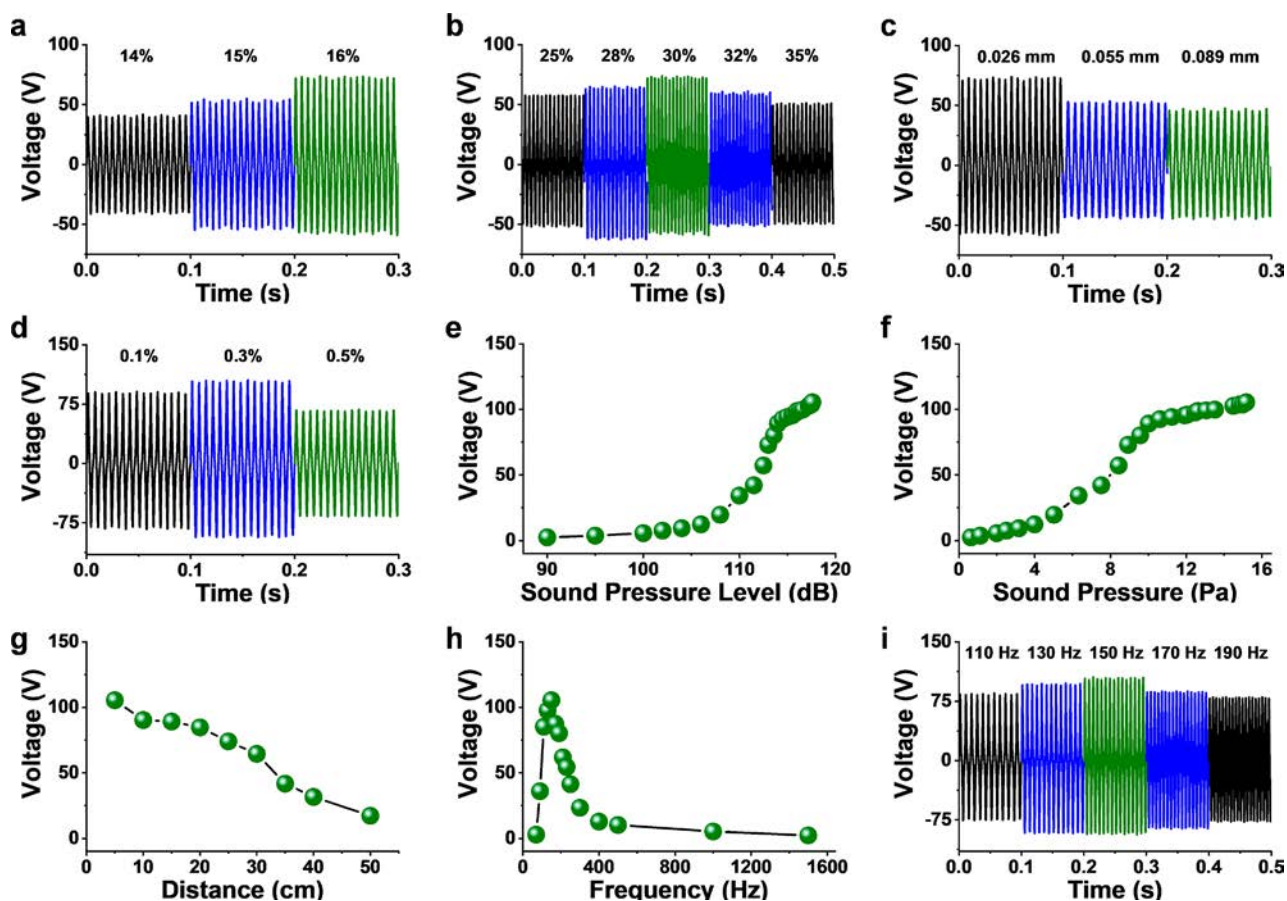 a
14% 15% 16%
100
50
0
-50
Voltage (V)
0.0 0.1 0.2 0.3
Time (s)
b
25% 28% 30% 32% 35%
100
50
0
-50
Voltage (V)
0.0 0.1 0.2 0.3 0.4 0.5
Time (s)
c
0.026 mm 0.055 mm 0.089 mm
100
50
0
-50
Voltage (V)
0.0 0.1 0.2 0.3
Time (s)
d
0.1% 0.3% 0.5%
150
75
0
-75
Voltage (V)
0.0 0.1 0.2 0.3
Time (s)
e
150
100
50
0
Voltage (V)
90 100 110 120
Sound Pressure Level (dB)
f
150
100
50
0
Voltage (V)
0 4 8 12 16
Sound Pressure (Pa)
g
150
100
50
0
Voltage (V)
0 10 20 30 40 50
Distance (cm)
h
150
100
50
0
Voltage (V)
0 400 800 1200 1600
Frequency (Hz)
i
110 Hz 130 Hz 150 Hz 170 Hz 190 Hz
150
75
0
-75
Voltage (V)
0.0 0.1 0.2 0.3 0.4 0.5
Time (s)